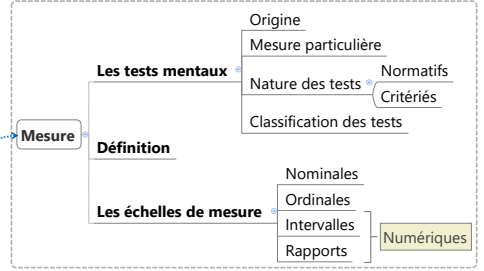 Mesure
Les tests mentaux
Origine
Mesure particulière
Nature des tests
Normatifs
Critériés
Classification des tests
Définition
Les échelles de mesure
Nominales
Ordinales
Intervalles
Rapports
Numériques